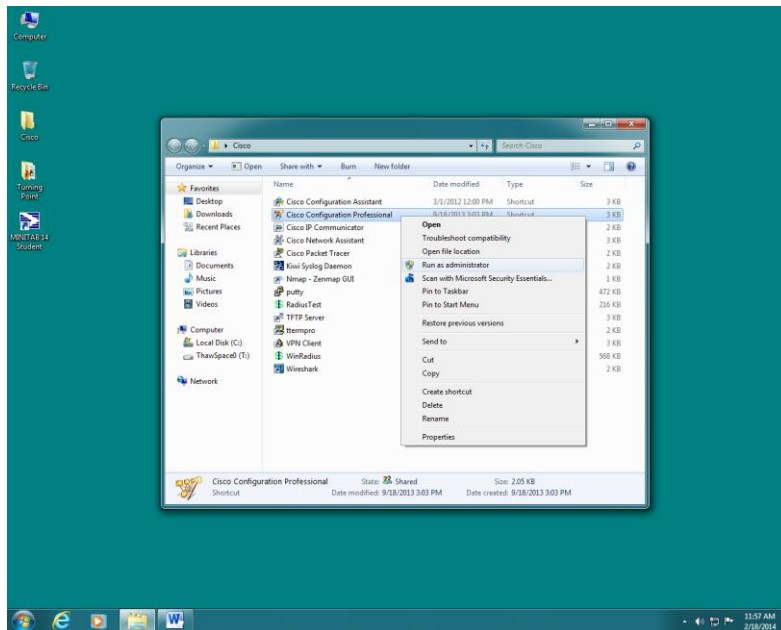 Computer
Recycle Bin
Cisco
Turning
Point
MINITAB 14
Student
Cisco
Search Cisco
Organize Open Share with Burn New folder
Favorites
Desktop
Downloads
Recent Places
Libraries
Documents
Music
Pictures
Videos
Computer
Local Disk (C:)
ThawSpace0 (T:)
Network
Name Date modified Type Size
Cisco Configuration Assistant 3/1/2012 12:00 PM Shortcut 3 KB
Cisco Configuration Professional 9/18/2013 3:03 PM Shortcut 3 KB
Cisco IP Communicator 2 KB
Cisco Network Assistant 3 KB
Cisco Packet Tracer 2 KB
Kiwi Syslog Daemon 2 KB
Nmap - Zenmap GUI 1 KB
putty 472 KB
RadiusTest 216 KB
TFTP Server 3 KB
ttermpro 2 KB
VPN Client 3 KB
WinRadius 568 KB
Wireshark 2 KB
Open
Troubleshoot compatibility
Open file location
Run as administrator
Scan with Microsoft Security Essentials...
Pin to Taskbar
Pin to Start Menu
Restore previous versions
Send to
Cut
Copy
Create shortcut
Delete
Rename
Properties
Cisco Configuration Professional State: Shared Size: 2.05 KB
Shortcut Date modified: 9/18/2013 3:03 PM Date created: 9/18/2013 3:03 PM
11:57 AM
2/18/2014